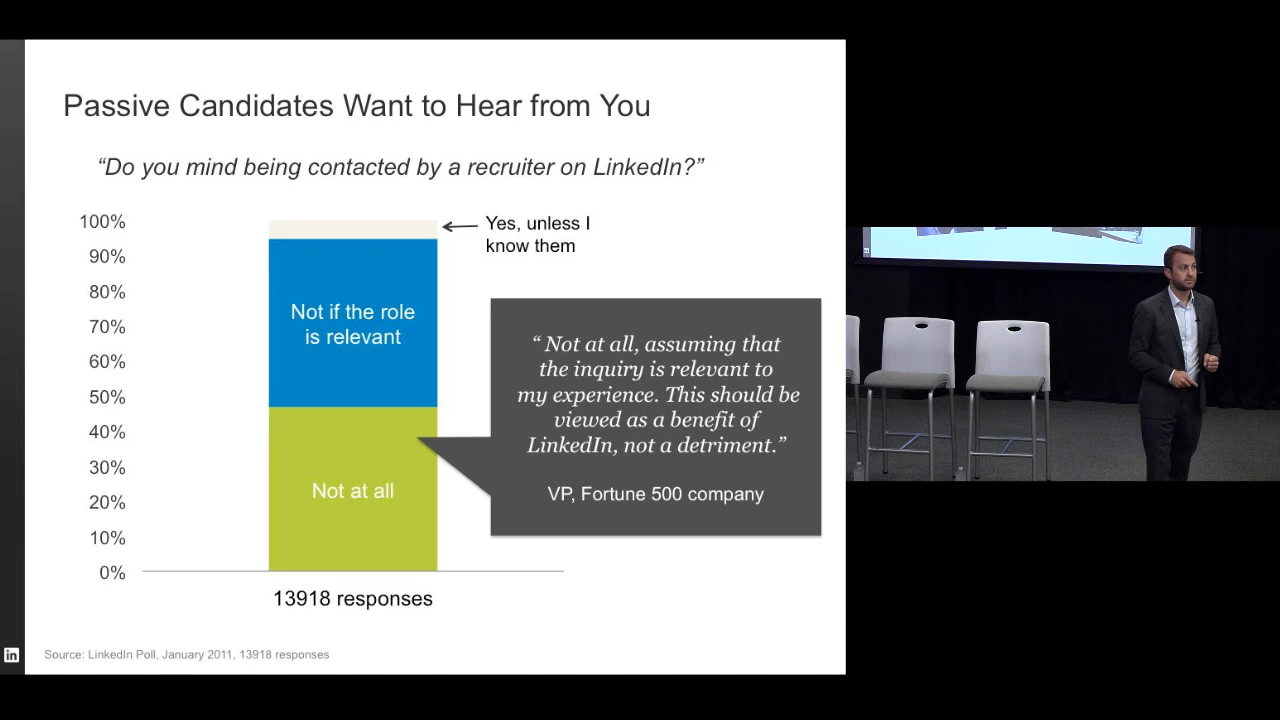 Passive Candidates Want to Hear from You
“Do you mind being contacted by a recruiter on LinkedIn?”
100%
90%
80%
70%
60%
50%
40%
30%
20%
10%
0%
Yes, unless I
know them
Not if the role
is relevant
Not at all
“ Not at all, assuming that
the inquiry is relevant to
my experience. This should be
viewed as a benefit of
LinkedIn, not a detriment.”
VP, Fortune 500 company
13918 responses
in
Source: LinkedIn Poll, January 2011, 13918 responses